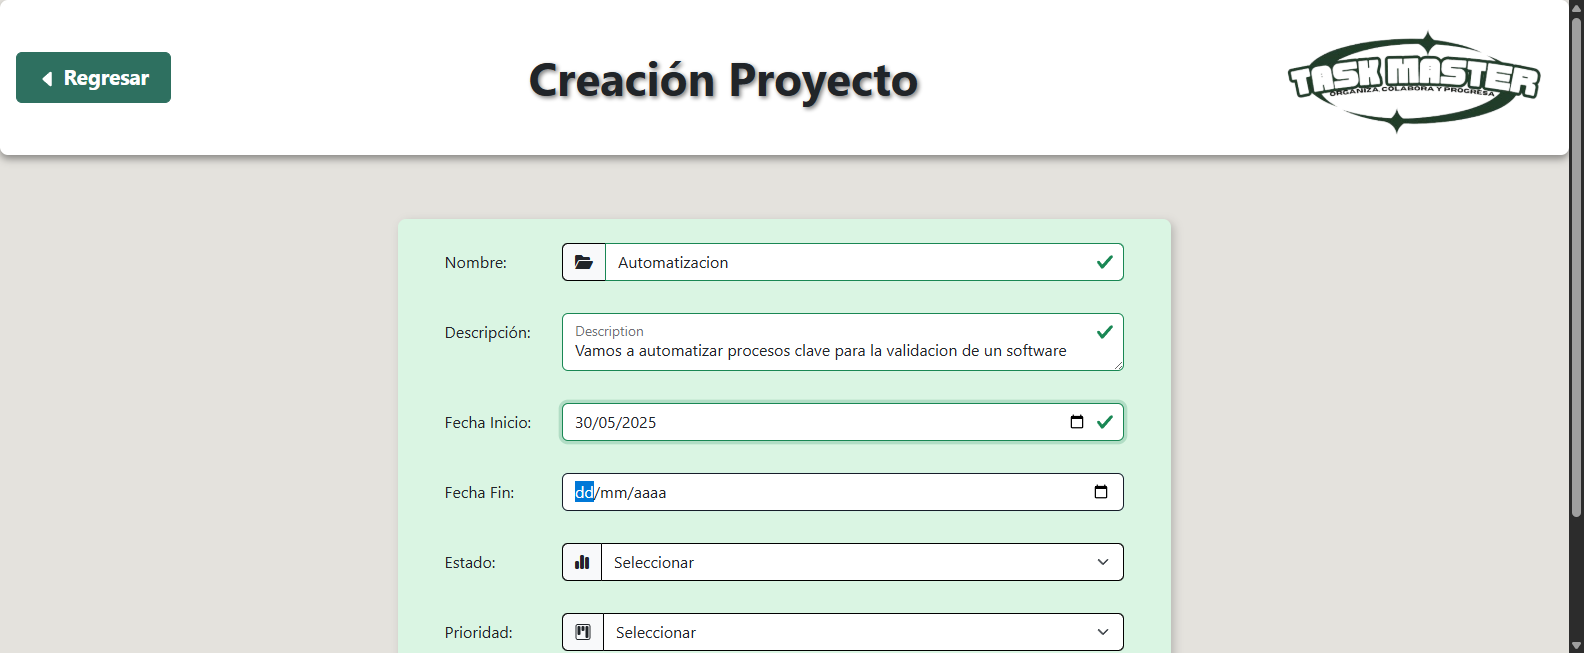 Regresar
Creación Proyecto
TASK MASTER
ORGANIZA COLABORA Y PROGRESA
Nombre:
Automatizacion
Descripción:
Description
Vamos a automatizar procesos clave para la validacion de un software
Fecha Inicio:
30/05/2025
Fecha Fin:
dd/mm/aaaa
Estado:
Seleccionar
Prioridad:
Seleccionar